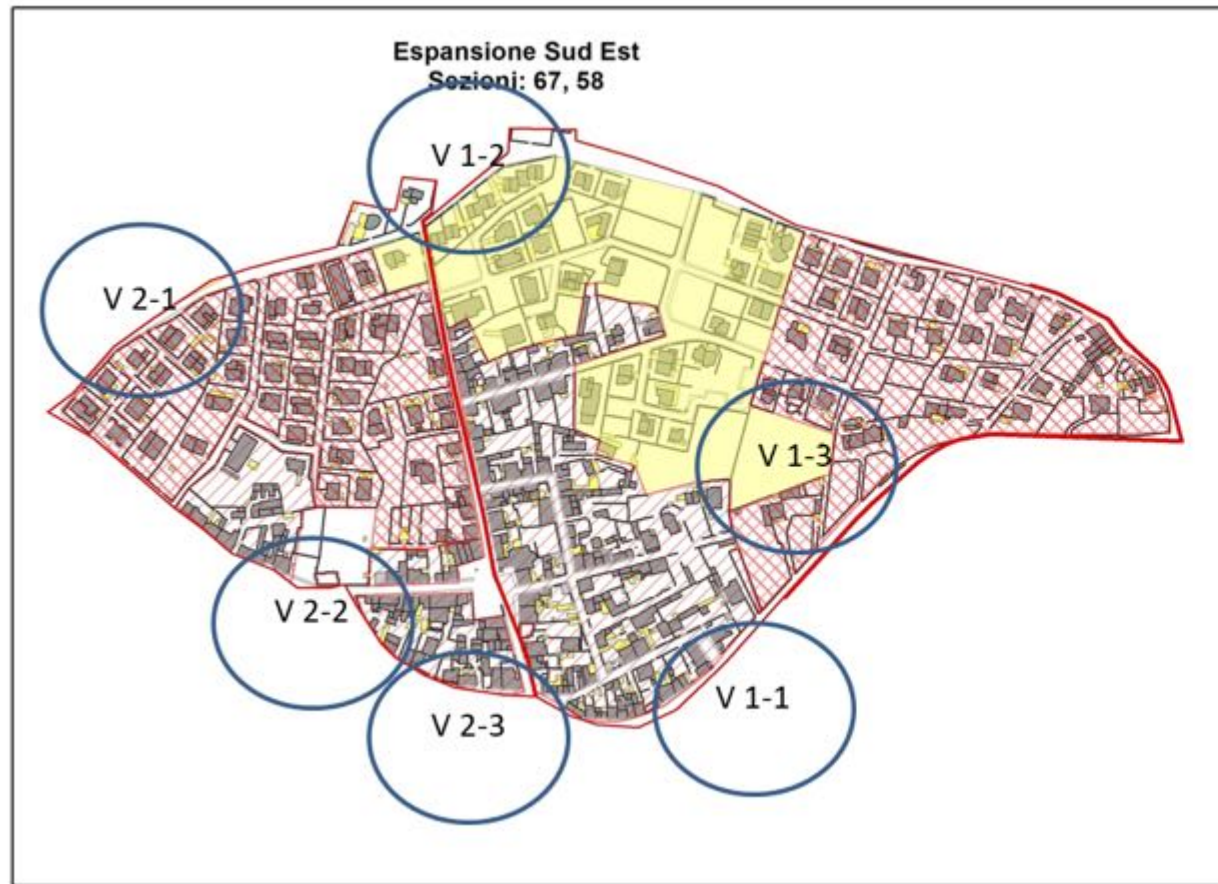 Espansione Sud Est
Sezioni: 67, 58
V 1-2
V 2-1
V 1-3
V 2-2
V 2-3
V 1-1